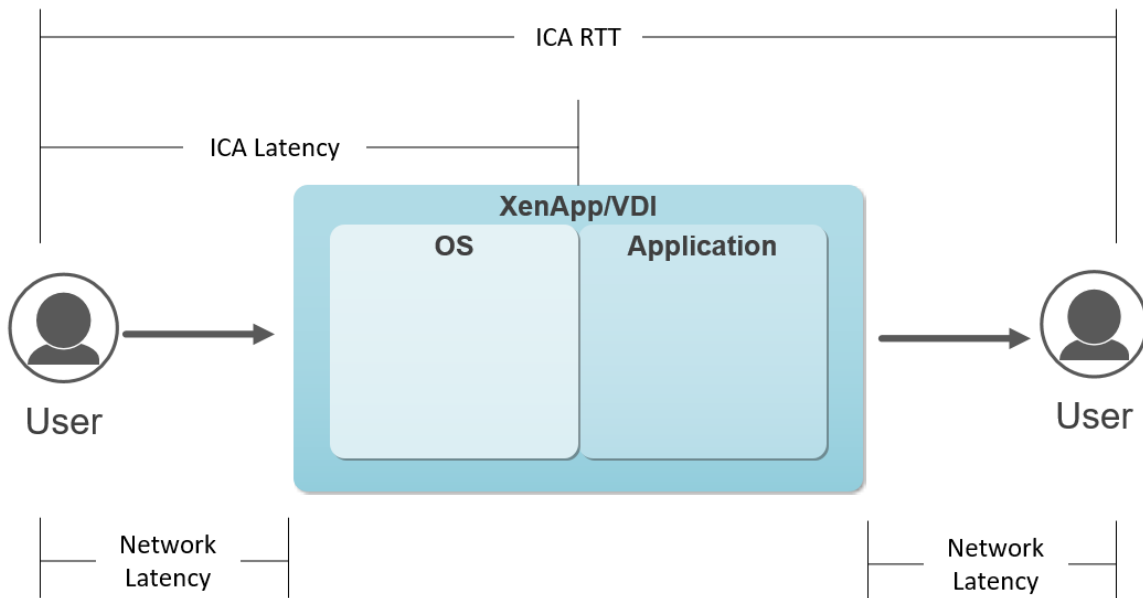 ICA RTT
ICA Latency
XenApp/VDI
OS
Application
User
User
Network
Latency
Network
Latency